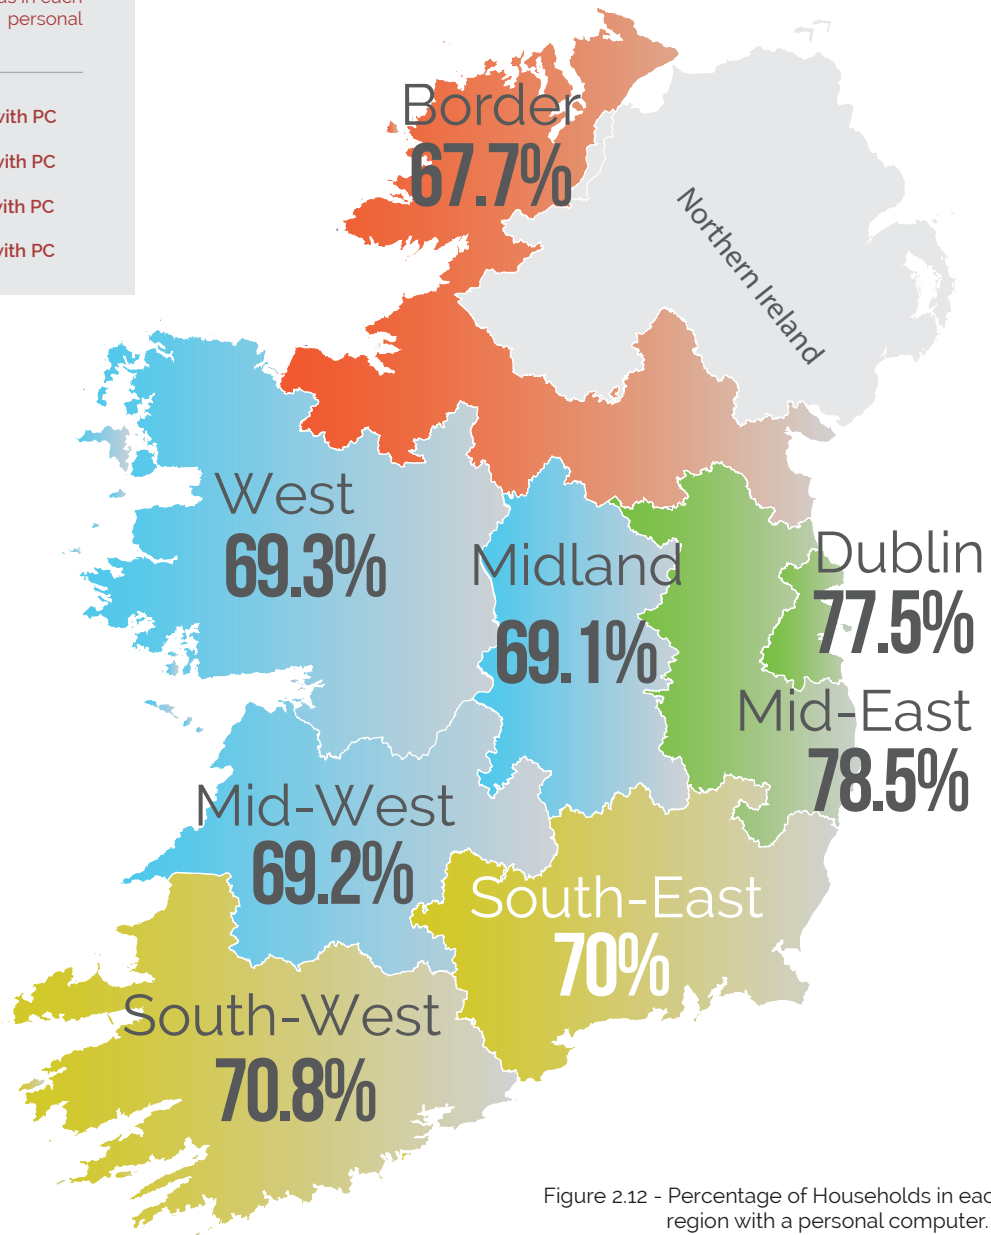 personal
with PC
with PC
with PC
with PC
Border
67.7%
Northern Ireland
West
69.3%
Midland
69.1%
Dublin
77.5%
Mid-East
78.5%
Mid-West
69.2%
South-East
70%
South-West
70.8%
Figure 2.12 - Percentage of Households in eac
region with a personal computer.